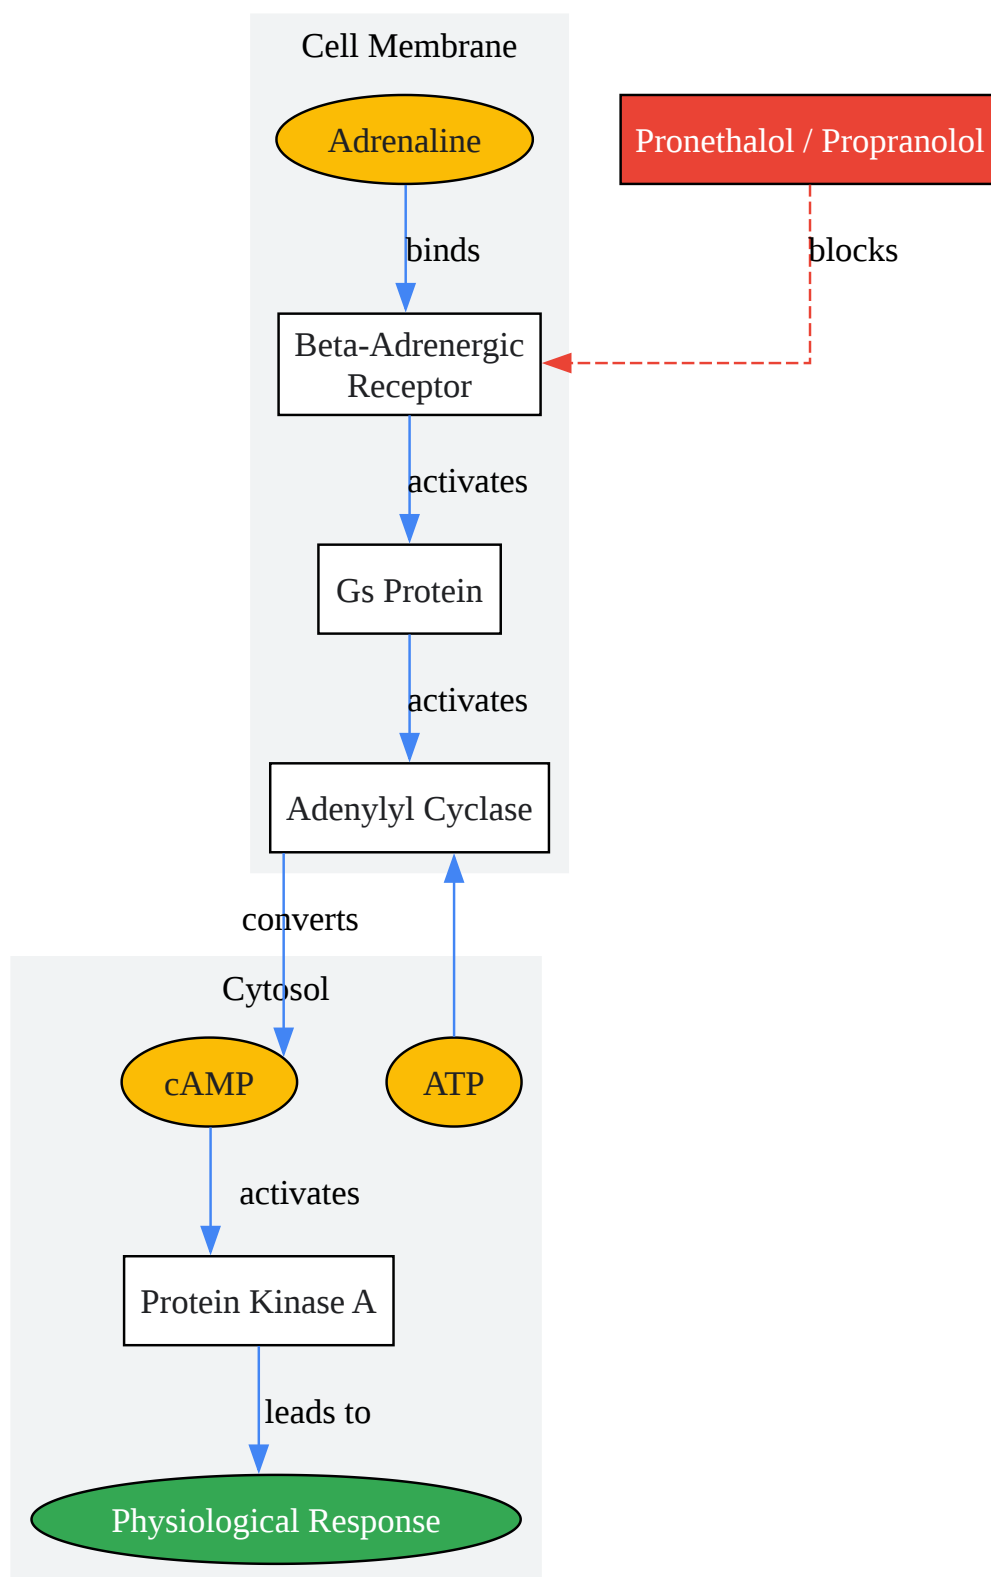 Cell Membrane
Adrenaline
Pronethalol / Propranolol
binds
blocks
Beta-Adrenergic
Receptor
activates
Gs Protein
activates
Adenylyl Cyclase
converts
Cytosol
cAMP
ATP
activates
Protein Kinase A
leads to
Physiological Response